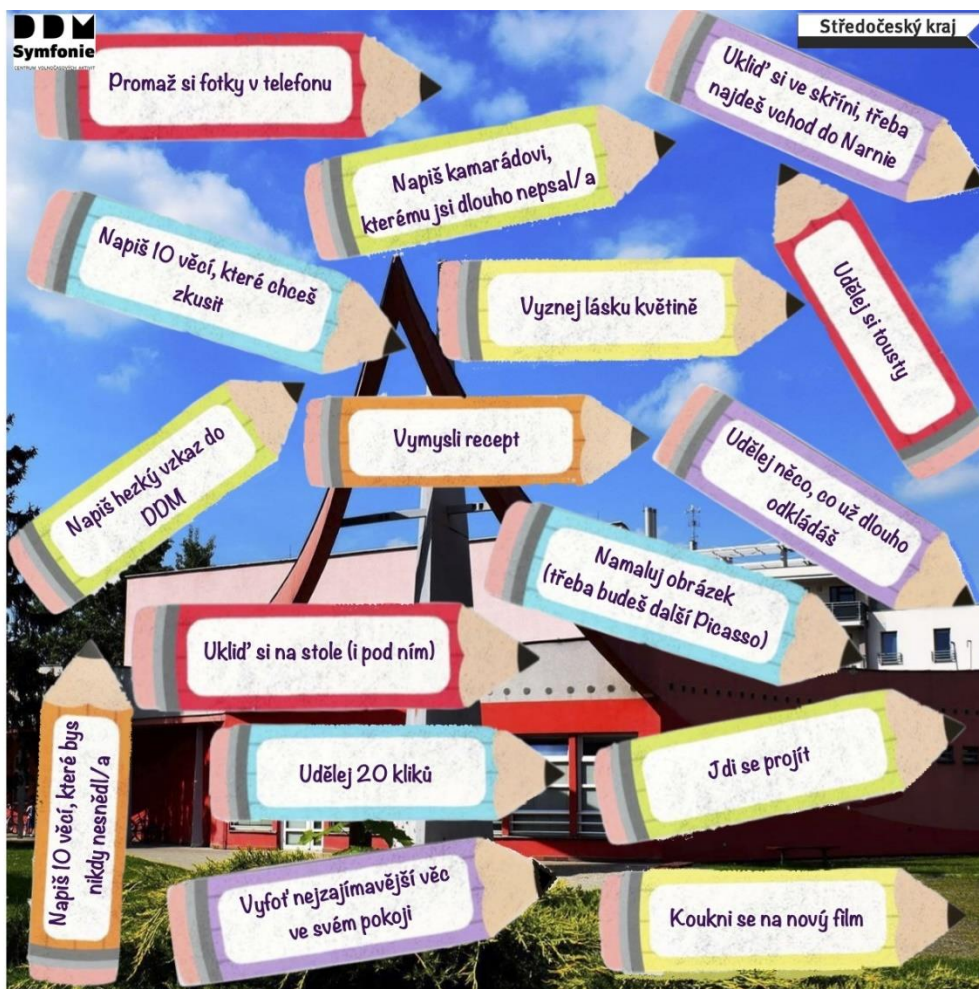 DDM
Symfonie
CENTRUM VOLNOČASOVÝCH AKTIVIT
Středočeský kraj
Promaž si fotky v telefonu
Ukliď si ve skříni, třeba
najdeš vchod do Narnie
Napiš kamarádovi,
kterému jsi dlouho nepsal/a
Napiš 10 věcí, které chceš
zkusit
Vyznej lásku květině
Udělej si tousty
Napiš hezký vzkaz do
DDM
Vymysli recept
Udělej něco, co už dlouho
odkládáš
Namaluj obrázek
(třeba budeš další Picasso)
Ukliď si na stole (i pod ním)
Napiš 10 věcí, které bys
nikdy nesnědl/a
Udělej 20 kliků
Jdi se projít
Vyfoť nejzajímavější věc
ve svém pokoji
Koukni se na nový film